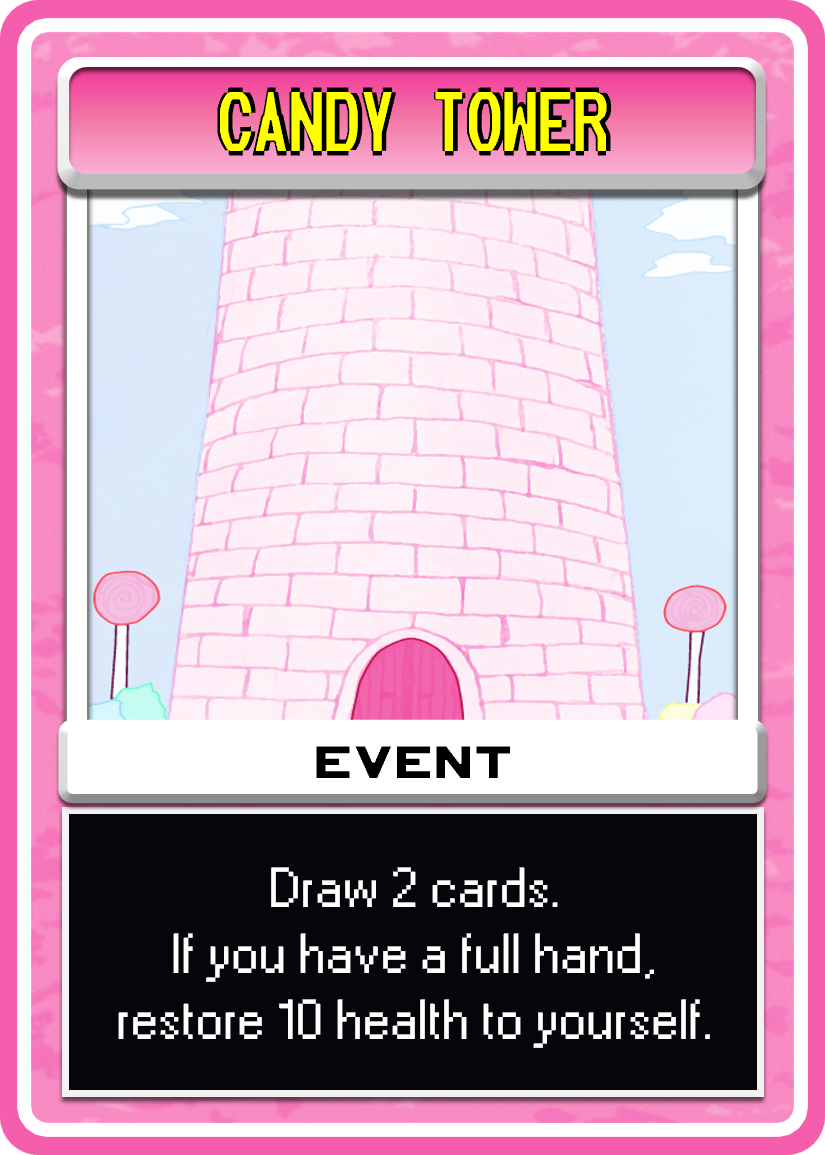 CANDY TOWER
EVENT
Draw 2 cards.
If you have a full hand,
restore 10 health to yourself.